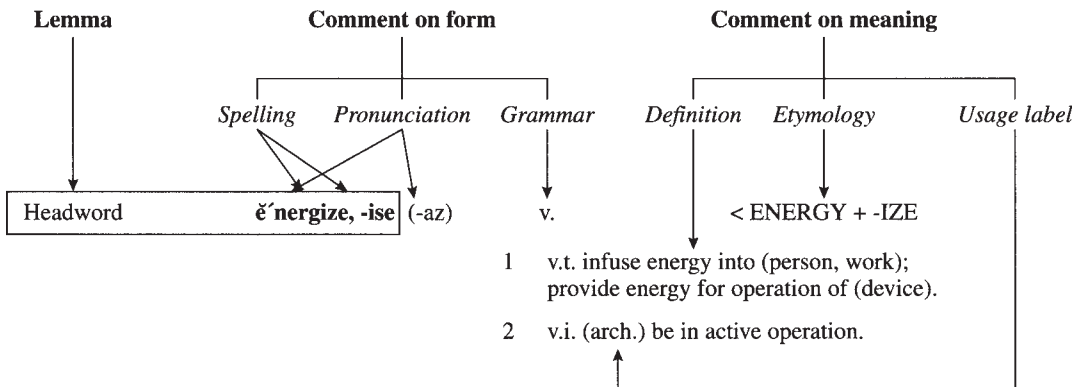 Lemma Comment on form Comment on meaning
Spelling Pronunciation Grammar Definition Etymology Usage label
Headword ĕ´nergize, -ise (-az) v. < ENERGY + -IZE
1 v.t. infuse energy into (person, work);
provide energy for operation of (device).
2 v.i. (arch.) be in active operation.